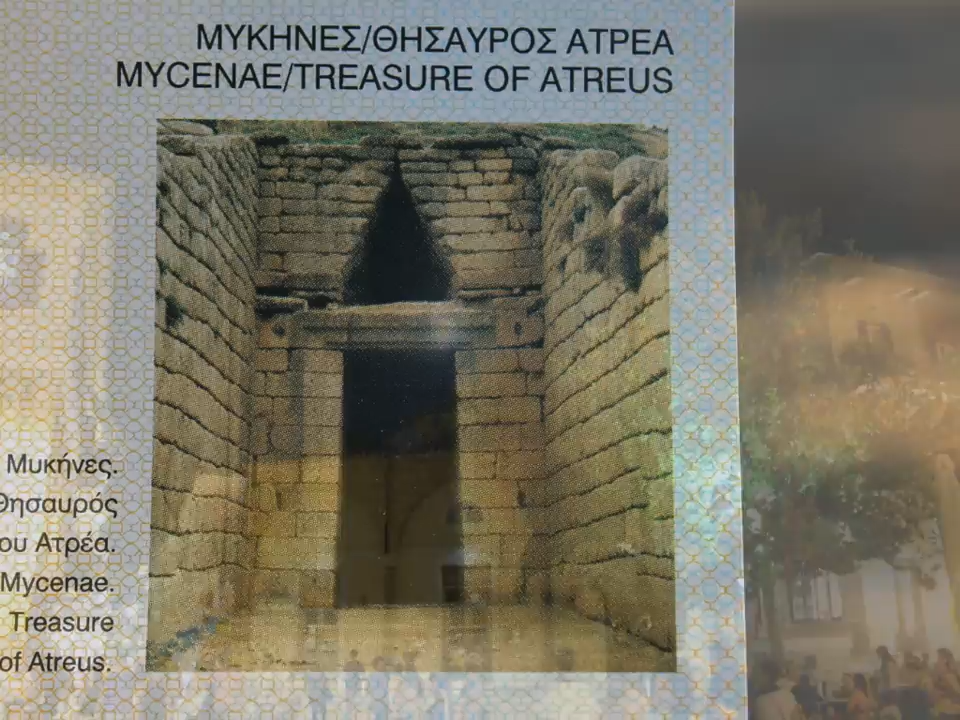 ΜΥΚΗΝΕΣ/ΘΗΣΑΥΡΟΣ ΑΤΡΕΑ
MYCENAE/TREASURE OF ATREUS
Μυκήνες.
Θησαυρός
ου Ατρέα.
Mycenae.
Treasure
of Atreus.